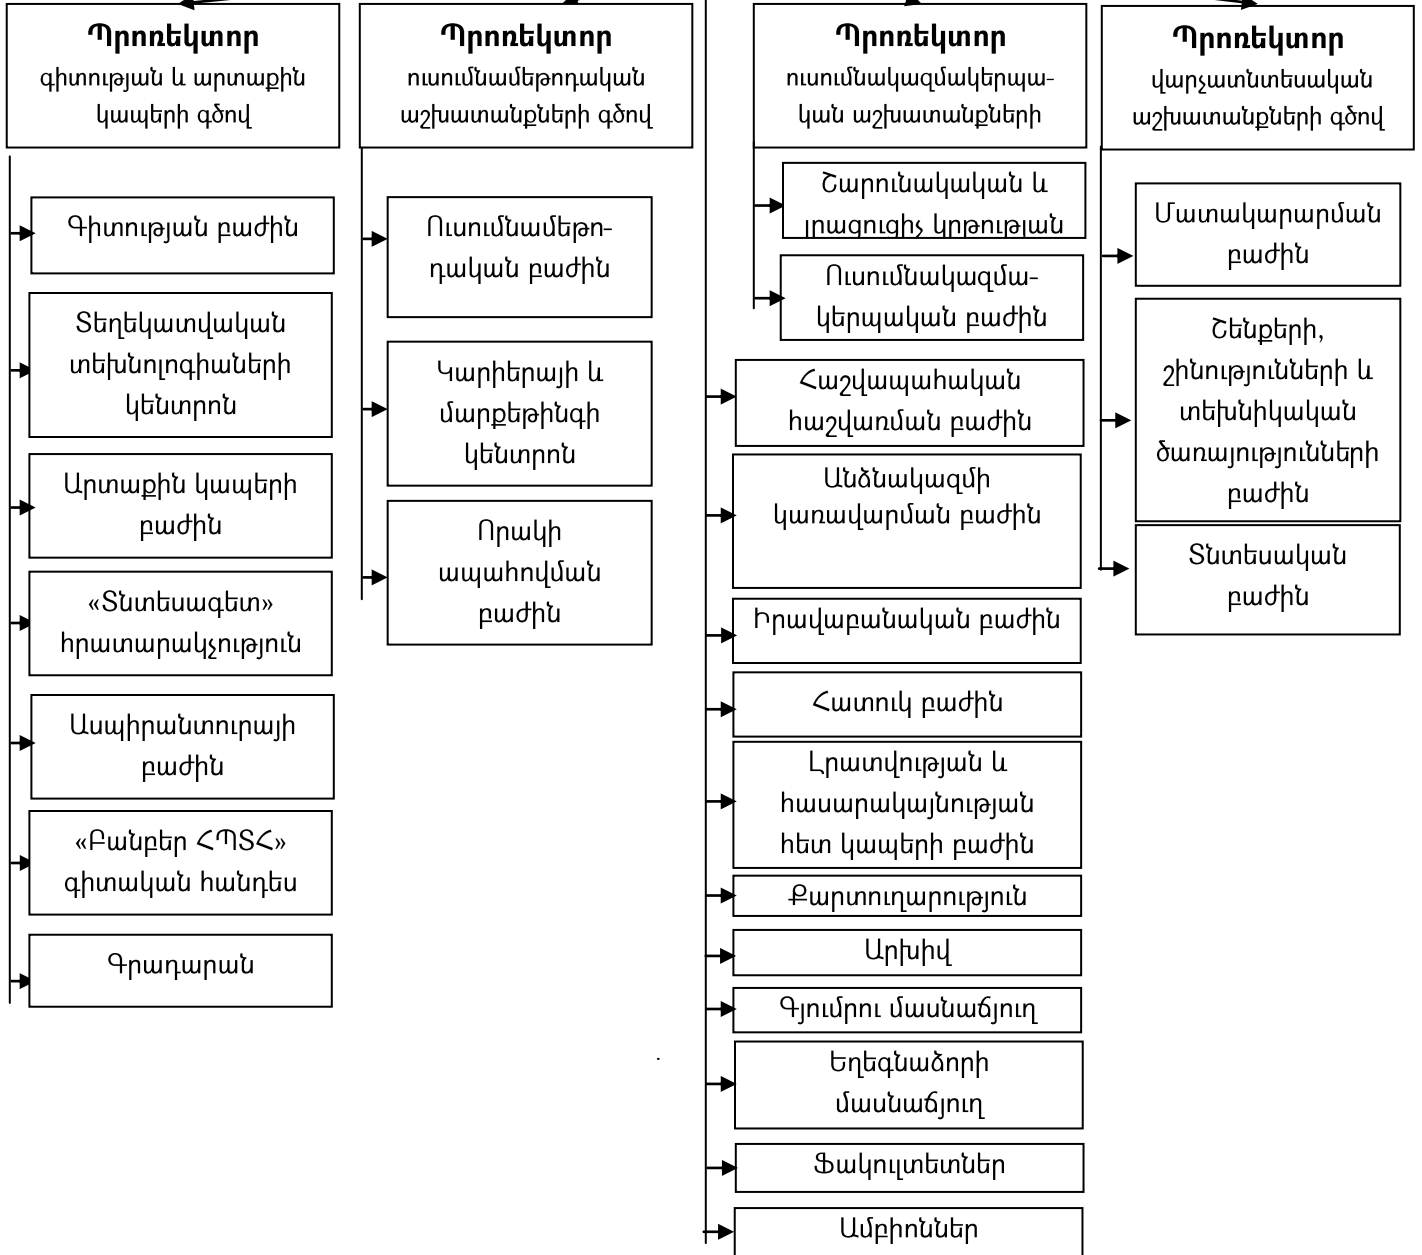 Պրոռեկտոր
գիտության և արտաքին
կապերի գծով
Գիտության բաժին
Տեղեկատվական
տեխնոլոգիաների
կենտրոն
Արտաքին կապերի
բաժին
«Տնտեսագետ»
հրատարակչություն
Ասպիրանտուրայի
բաժին
«Բանբեր ՀՊՏՀ»
գիտական հանդես
Գրադարան
Պրոռեկտոր
ուսումնամեթոդական
աշխատանքների գծով
Ուսումնամեթո-
դական բաժին
Կարիերայի և
մարքեթինգի
կենտրոն
Որակի
ապահովման
բաժին
Պրոռեկտոր
ուսումնակազմակերպա-
կան աշխատանքների
Շարունակական և
լրացուցիչ կրթության
Ուսումնակազմա-
կերպական բաժին
Հաշվապահական
հաշվառման բաժին
Անձնակազմի
կառավարման բաժին
Իրավաբանական բաժին
Հատուկ բաժին
Լրատվության և
հասարակայնության
հետ կապերի բաժին
Քարտուղարություն
Արխիվ
Գյումրու մասնաճյուղ
Եղեգնաձորի
մասնաճյուղ
Ֆակուլտետներ
Ամբիոններ
Պրոռեկտոր
վարչատնտեսական
աշխատանքների գծով
Մատակարարման
բաժին
Շենքերի,
շինությունների և
տեխնիկական
ծառայությունների
բաժին
Տնտեսական
բաժին